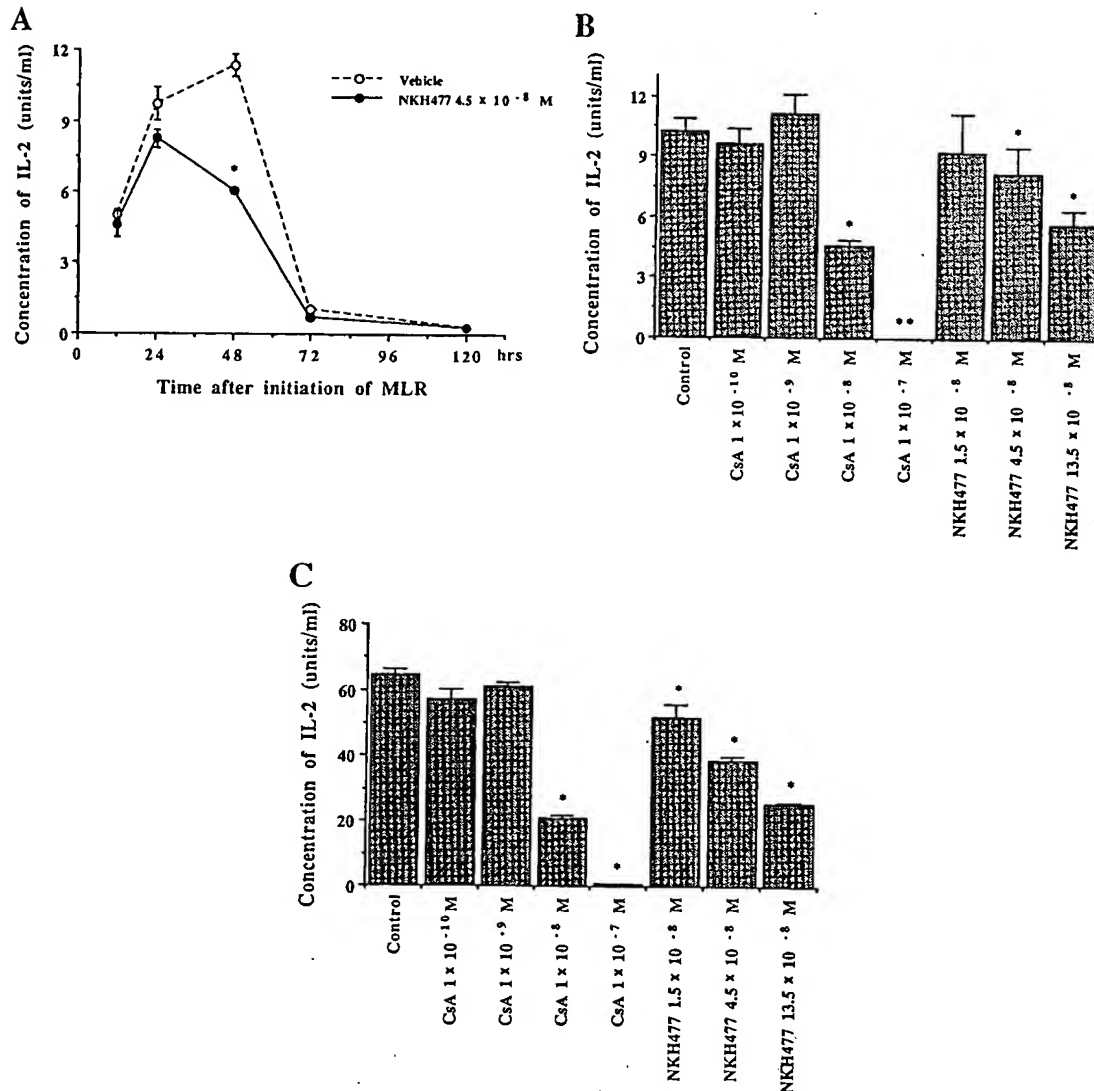 A
Concentration of IL-2 (units/ml)
12
9
6
3
0
Vehicle
NKH477 4.5 x 10 -8 M
*
0 24 48 72 96 120 hrs
Time after initiation of MLR
B
Concentration of IL-2 (units/ml)
12
9
6
3
0
*
**
*
*
Control
CsA 1 x 10 -10 M
CsA 1 x 10 -9 M
CsA 1 x 10 -8 M
CsA 1 x 10 -7 M
NKH477 1.5 x 10 -8 M
NKH477 4.5 x 10 -8 M
NKH477 13.5 x 10 -8 M
C
Concentration of IL-2 (units/ml)
80
60
40
20
0
*
*
*
*
*
Control
CsA 1 x 10 -10 M
CsA 1 x 10 -9 M
CsA 1 x 10 -8 M
CsA 1 x 10 -7 M
NKH477 1.5 x 10 -8 M
NKH477 4.5 x 10 -8 M
NKH477 13.5 x 10 -8 M